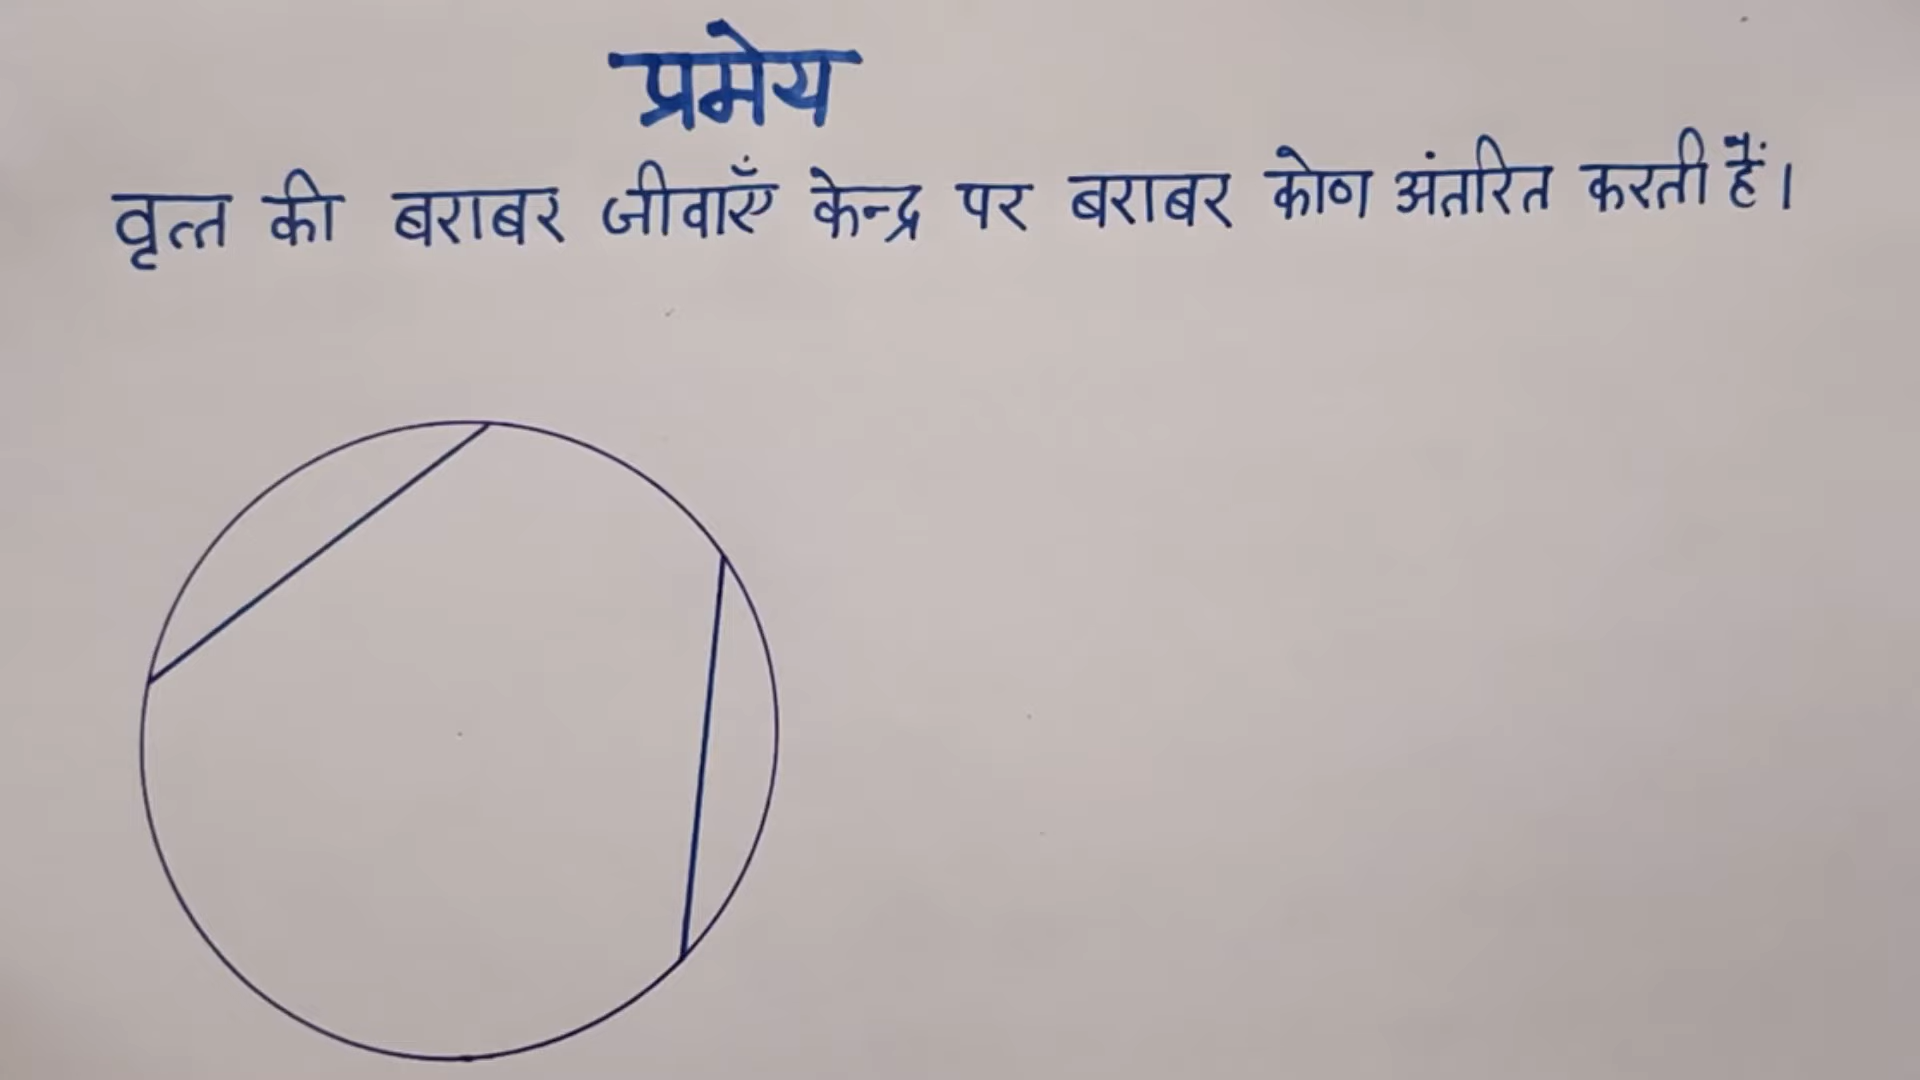 प्रमेय
वृत्त की बराबर जीवाएँ केन्द्र पर बराबर कोण अंतरित करती हैं।